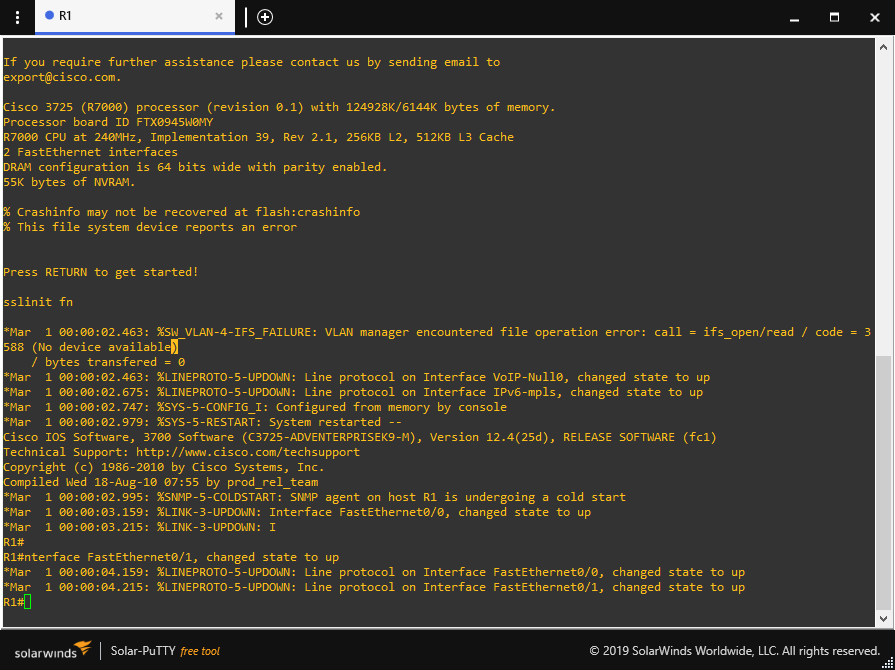 R1
If you require further assistance please contact us by sending email to
export@cisco.com.
Cisco 3725 (R7000) processor (revision 0.1) with 124928K/6144K bytes of memory.
Processor board ID FTX0945W0MY
R7000 CPU at 240MHz, Implementation 39, Rev 2.1, 256KB L2, 512KB L3 Cache
2 FastEthernet interfaces
DRAM configuration is 64 bits wide with parity enabled.
55K bytes of NVRAM.
% Crashinfo may not be recovered at flash:crashinfo
% This file system device reports an error
Press RETURN to get started!
sslinit fn
*Mar  1 00:00:02.463: %SW_VLAN-4-IFS_FAILURE: VLAN manager encountered file operation error: call = ifs_open/read / code = 3
588 (No device available)
/ bytes transfered = 0
*Mar  1 00:00:02.463: %LINEPROTO-5-UPDOWN: Line protocol on Interface VoIP-Null0, changed state to up
*Mar  1 00:00:02.675: %LINEPROTO-5-UPDOWN: Line protocol on Interface IPv6-mpls, changed state to up
*Mar  1 00:00:02.747: %SYS-5-CONFIG_I: Configured from memory by console
*Mar  1 00:00:02.979: %SYS-5-RESTART: System restarted --
Cisco IOS Software, 3700 Software (C3725-ADVENTERPRISEK9-M), Version 12.4(25d), RELEASE SOFTWARE (fc1)
Technical Support: http://www.cisco.com/techsupport
Copyright (c) 1986-2010 by Cisco Systems, Inc.
Compiled Wed 18-Aug-10 07:55 by prod_rel_team
*Mar  1 00:00:02.995: %SNMP-5-COLDSTART: SNMP agent on host R1 is undergoing a cold start
*Mar  1 00:00:03.159: %LINK-3-UPDOWN: Interface FastEthernet0/0, changed state to up
*Mar  1 00:00:03.215: %LINK-3-UPDOWN: I
R1#
R1#nterface FastEthernet0/1, changed state to up
*Mar  1 00:00:04.159: %LINEPROTO-5-UPDOWN: Line protocol on Interface FastEthernet0/0, changed state to up
*Mar  1 00:00:04.215: %LINEPROTO-5-UPDOWN: Line protocol on Interface FastEthernet0/1, changed state to up
R1#
solarwinds Solar-PuTTY free tool © 2019 SolarWinds Worldwide, LLC. All rights reserved.